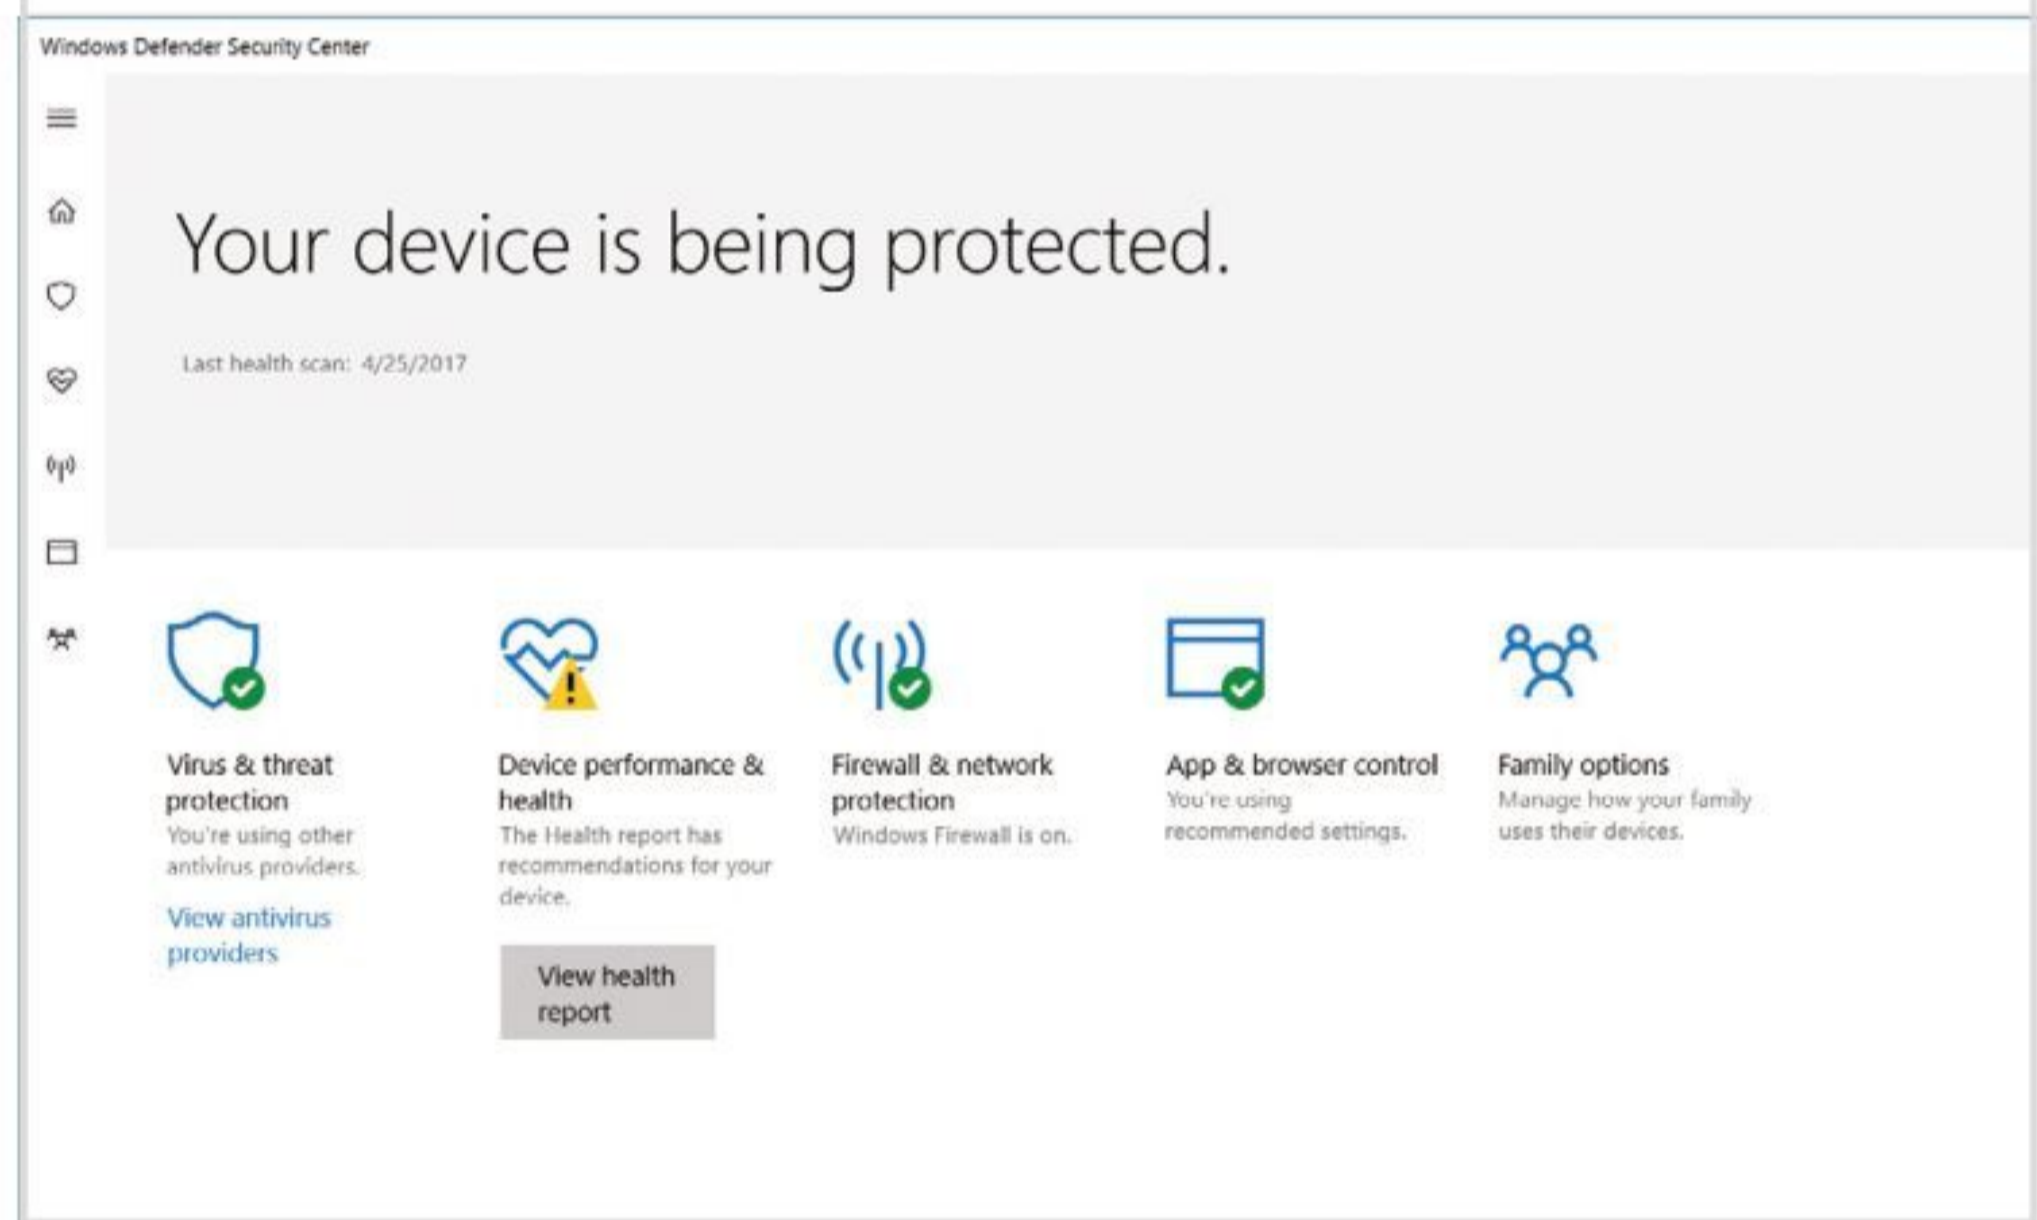 Windows Defender Security Center
Your device is being protected.
Last health scan: 4/25/2017
Virus & threat
protection
You're using other
antivirus providers.
View antivirus
providers
Device performance &
health
The Health report has
recommendations for your
device.
View health
report
Firewall & network
protection
Windows Firewall is on.
App & browser control
You're using
recommended settings.
Family options
Manage how your family
uses their devices.